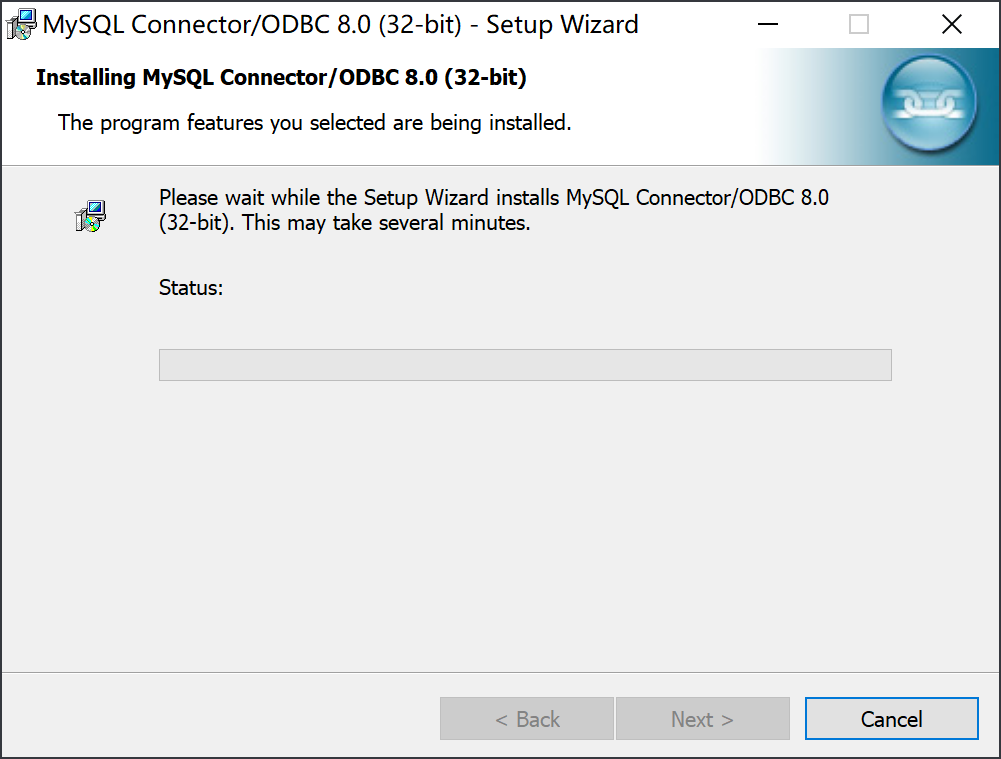 MySQL Connector/ODBC 8.0 (32-bit) - Setup Wizard
Installing MySQL Connector/ODBC 8.0 (32-bit)
The program features you selected are being installed.
Please wait while the Setup Wizard installs MySQL Connector/ODBC 8.0
(32-bit). This may take several minutes.
Status:
< Back
Next >
Cancel